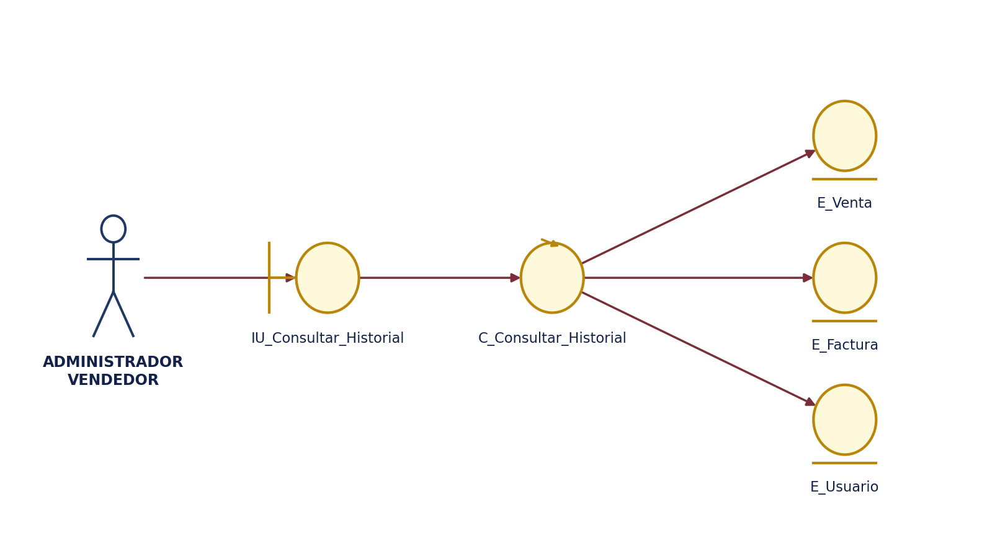 ADMINISTRADOR
VENDEDOR
IU_Consultar_Historial
C_Consultar_Historial
E_Venta
E_Factura
E_Usuario